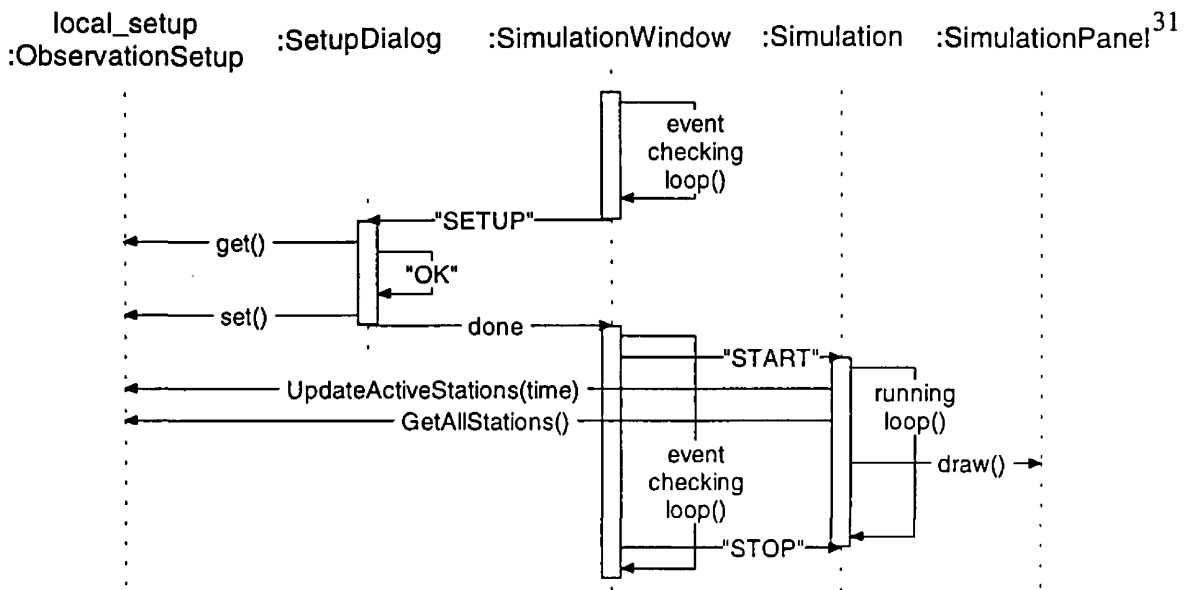 local_setup
:ObservationSetup
:SetupDialog
:SimulationWindow
:Simulation
:SimulationPanel
31
event
checking
loop()
"SETUP"
get()
"OK"
set()
done
"START"
UpdateActiveStations(time)
running
loop()
GetAllStations()
event
checking
loop()
draw()
"STOP"